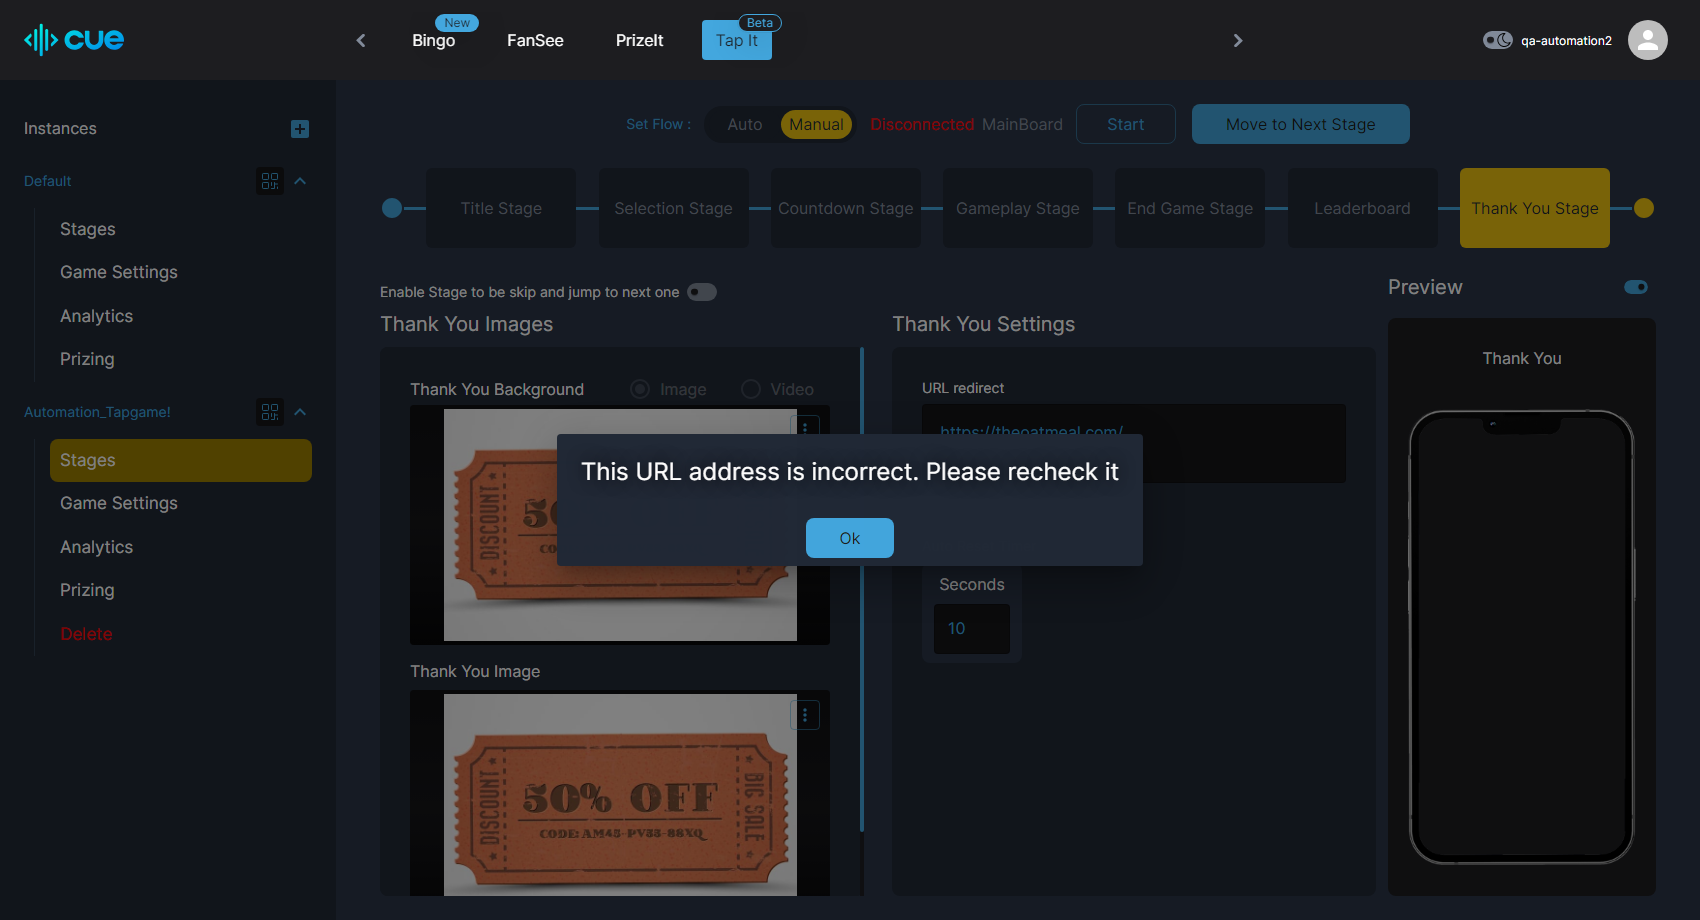 cue
New
Bingo
FanSee
PrizeIt
Beta
Tap It
qa-automation2
Instances
Default
Stages
Game Settings
Analytics
Prizing
Automation_Tapgame!
Stages
Game Settings
Analytics
Prizing
Delete
Set Flow :
Auto
Manual
Disconnected MainBoard
Start
Move to Next Stage
Title Stage
Selection Stage
Countdown Stage
Gameplay Stage
End Game Stage
Leaderboard
Thank You Stage
Enable Stage to be skip and jump to next one
Thank You Images
Thank You Background
Image
Video
DISCOUNT
Thank You Image
DISCOUNT
50% OFF
CODE: AM45-PV33-88XQ
BIG SALE
Thank You Settings
URL redirect
https://theoatmeal.com/
This URL address is incorrect. Please recheck it
Ok
Seconds
10
Preview
Thank You